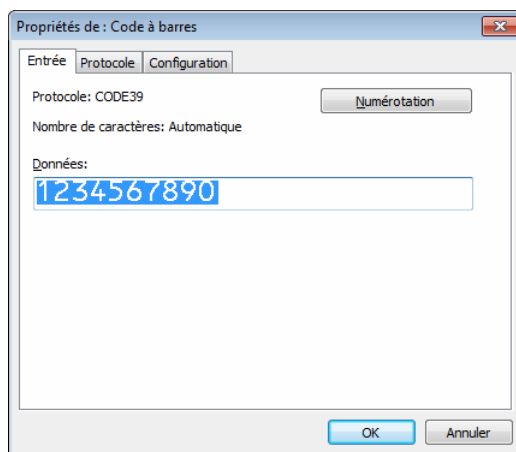 Propriétés de : Code à barres
Entrée Protocole Configuration
Protocole: CODE39 Numérotation
Nombre de caractères: Automatique
Données:
1234567890
OK Annuler